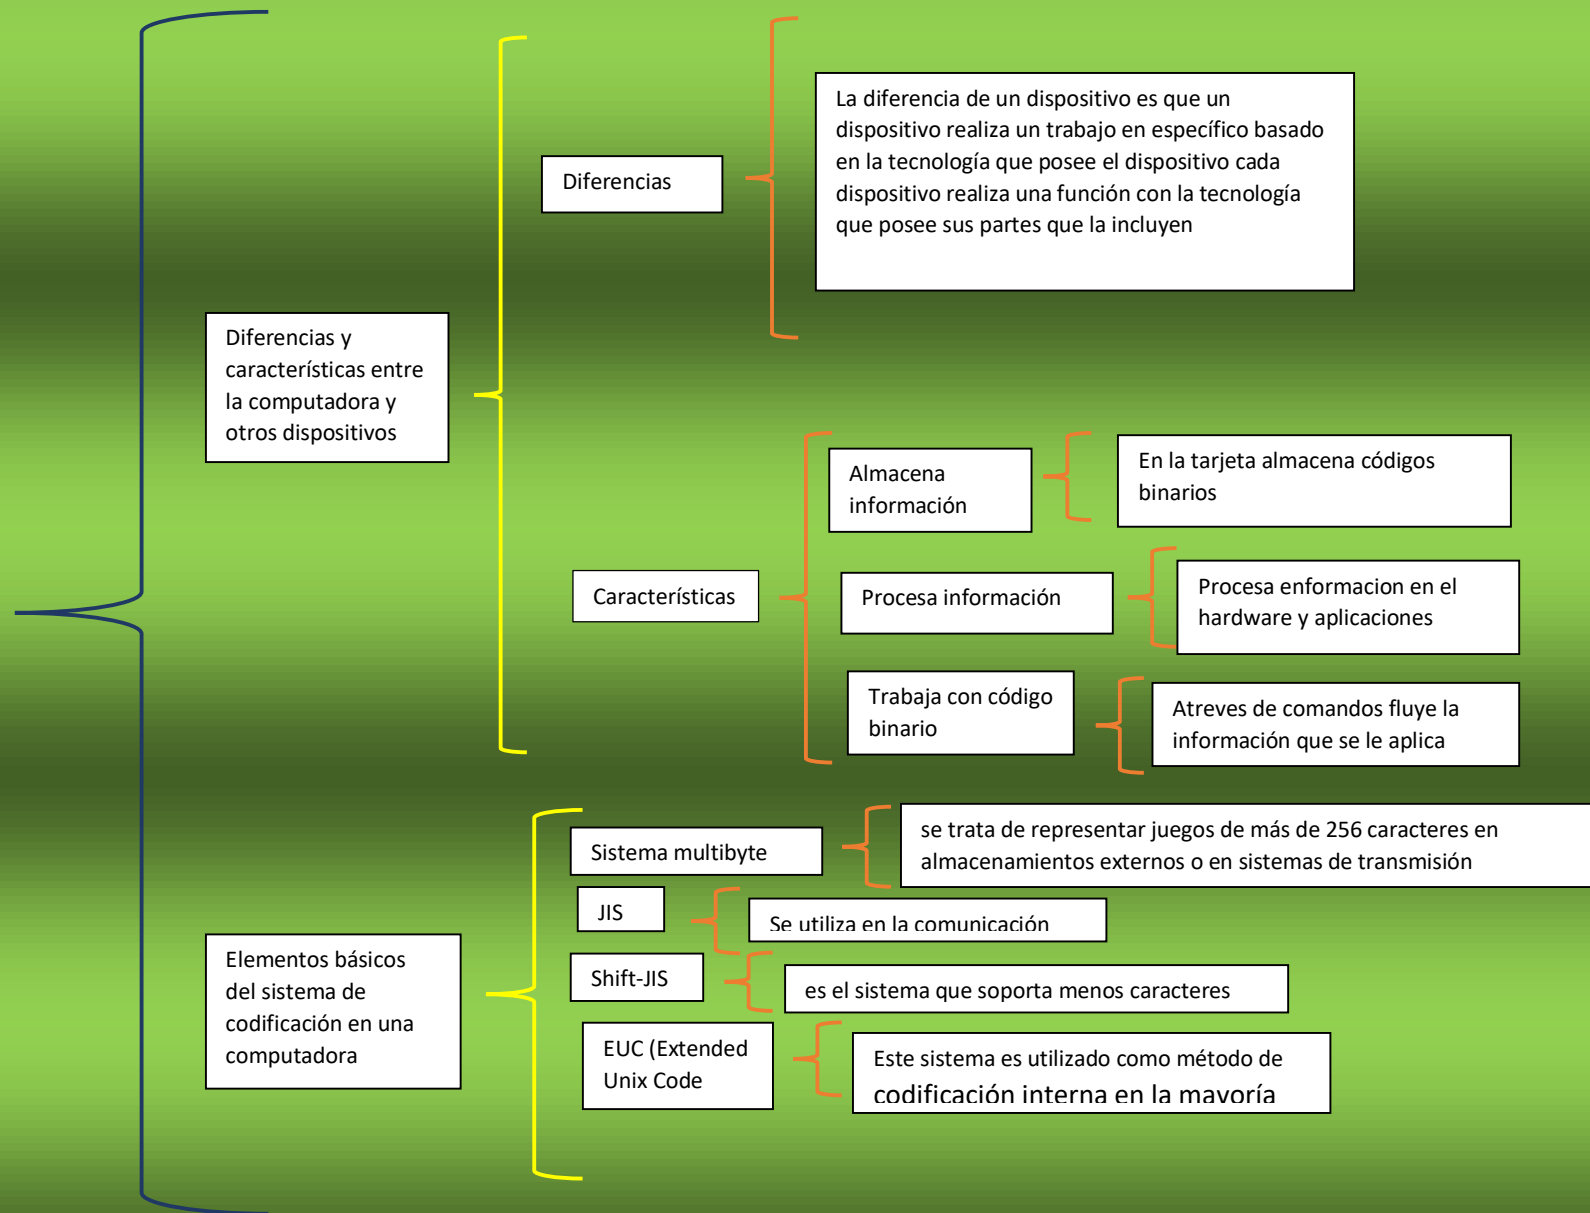 Diferencias y
característicás entre
la computadora y
otros dispositivos
Diferencias
La diferencia de un dispositivo es que un
dispositivo realiza un trabajo en específico basado
en la tecnología que posee el dispositivo cada
dispositivo realiza una función con la tecnología
que posee sus partes que la incluyen
Característicás
Almacena
información
En la tarjeta almacena códigos
binarios
Procesa información
Procesa enformacion en el
hardware y aplicaciones
Trabaja con código
binario
Atreves de comandos fluye la
información que se le aplica
Elementos básicos
del sistema de
codificación en una
computadora
Sistema multibyte
se trata de representar juegos de más de 256 caracteres en
almacenamientos externos o en sistemas de transmisión
JIS
Se utiliza en la comunicación
Shift-JIS
es el sistema que soporta menos caracteres
EUC (Extended
Unix Code
Este sistema es utilizado como método de
codificación interna en la mayoría